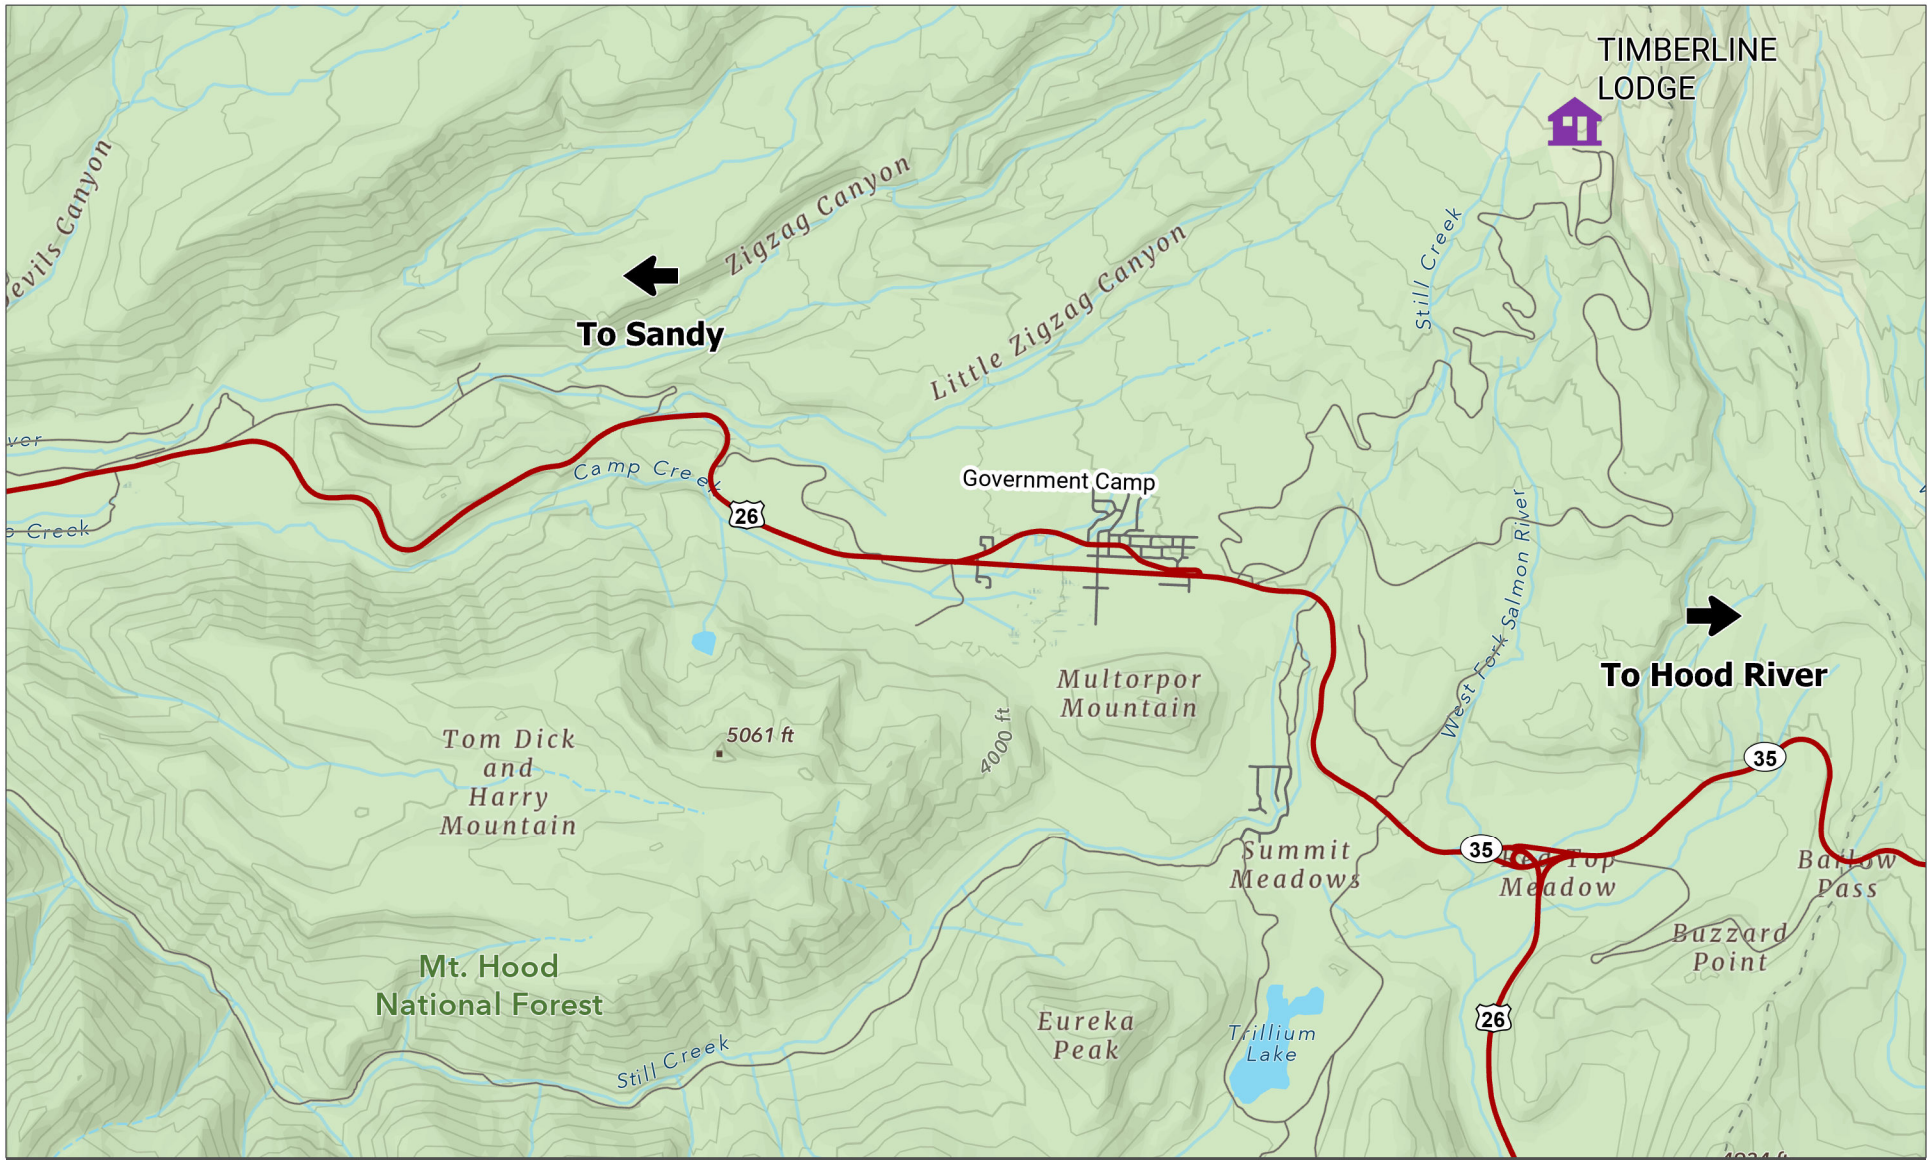 TIMBERLINE
LODGE
Devils Canyon
Zigzag Canyon
Little Zigzag Canyon
Still Creek
To Sandy
Camp Creek
Creek
26
Government Camp
West Fork Salmon River
To Hood River
Multorpor
Mountain
4000 ft
5061 ft
Tom Dick
and
Harry
Mountain
35
35
Summit
Meadows
Red Top
Meadow
Barlow
Pass
Buzzard
Point
Mt. Hood
National Forest
26
Eureka
Peak
Trillium
Lake
Still Creek